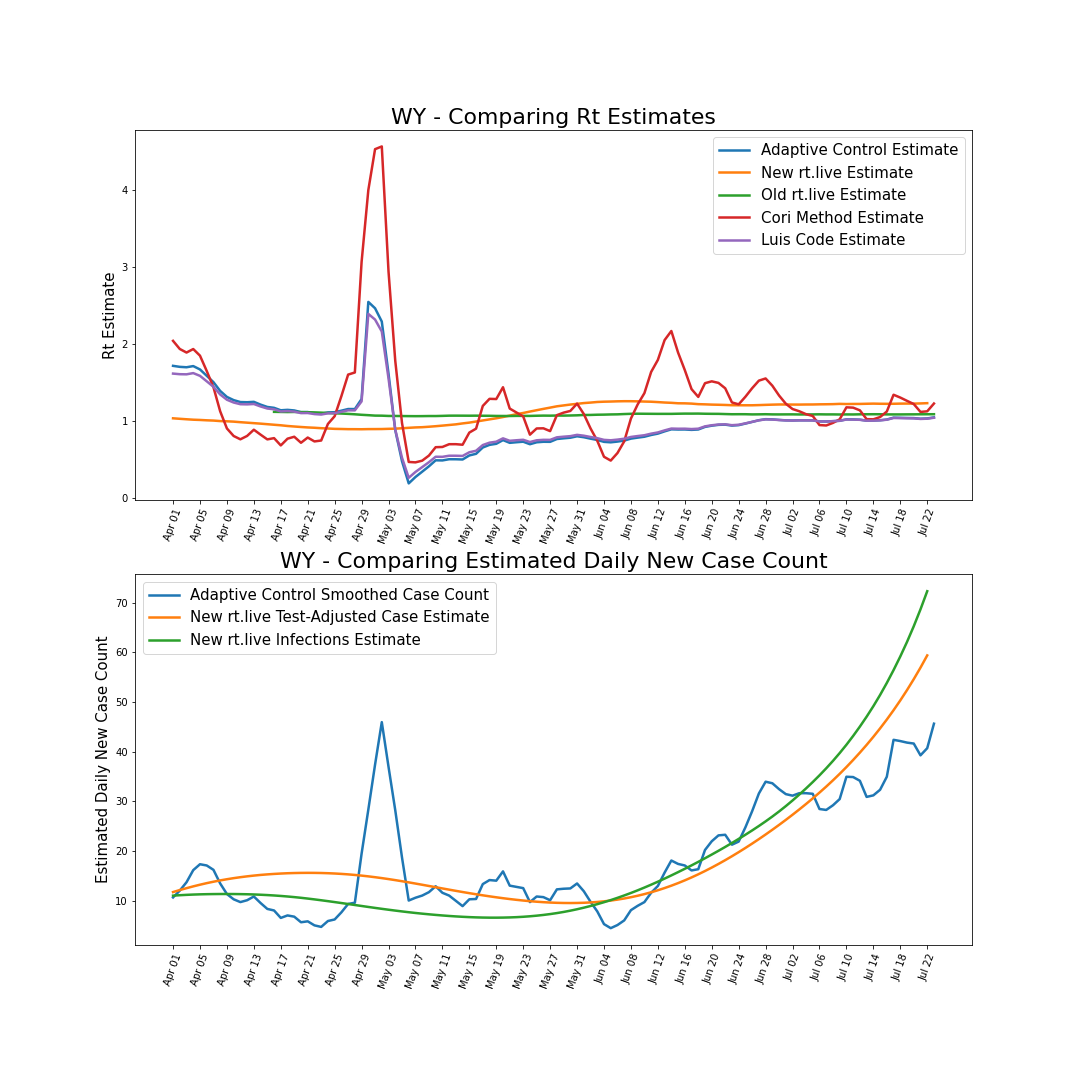 WY - Comparing Rt Estimates
Adaptive Control Estimate
New rt.live Estimate
Old rt.live Estimate
Cori Method Estimate
Luis Code Estimate
Rt Estimate
4
3
2
1
0
Apr 01 Apr 05 Apr 09 Apr 13 Apr 17 Apr 21 Apr 25 Apr 29 May 03 May 07 May 11 May 15 May 19 May 23 May 27 May 31 Jun 04 Jun 08 Jun 12 Jun 16 Jun 20 Jun 24 Jun 28 Jul 02 Jul 06 Jul 10 Jul 14 Jul 18 Jul 22
WY - Comparing Estimated Daily New Case Count
Adaptive Control Smoothed Case Count
New rt.live Test-Adjusted Case Estimate
New rt.live Infections Estimate
Estimated Daily New Case Count
70
60
50
40
30
20
10
Apr 01 Apr 05 Apr 09 Apr 13 Apr 17 Apr 21 Apr 25 Apr 29 May 03 May 07 May 11 May 15 May 19 May 23 May 27 May 31 Jun 04 Jun 08 Jun 12 Jun 16 Jun 20 Jun 24 Jun 28 Jul 02 Jul 06 Jul 10 Jul 14 Jul 18 Jul 22